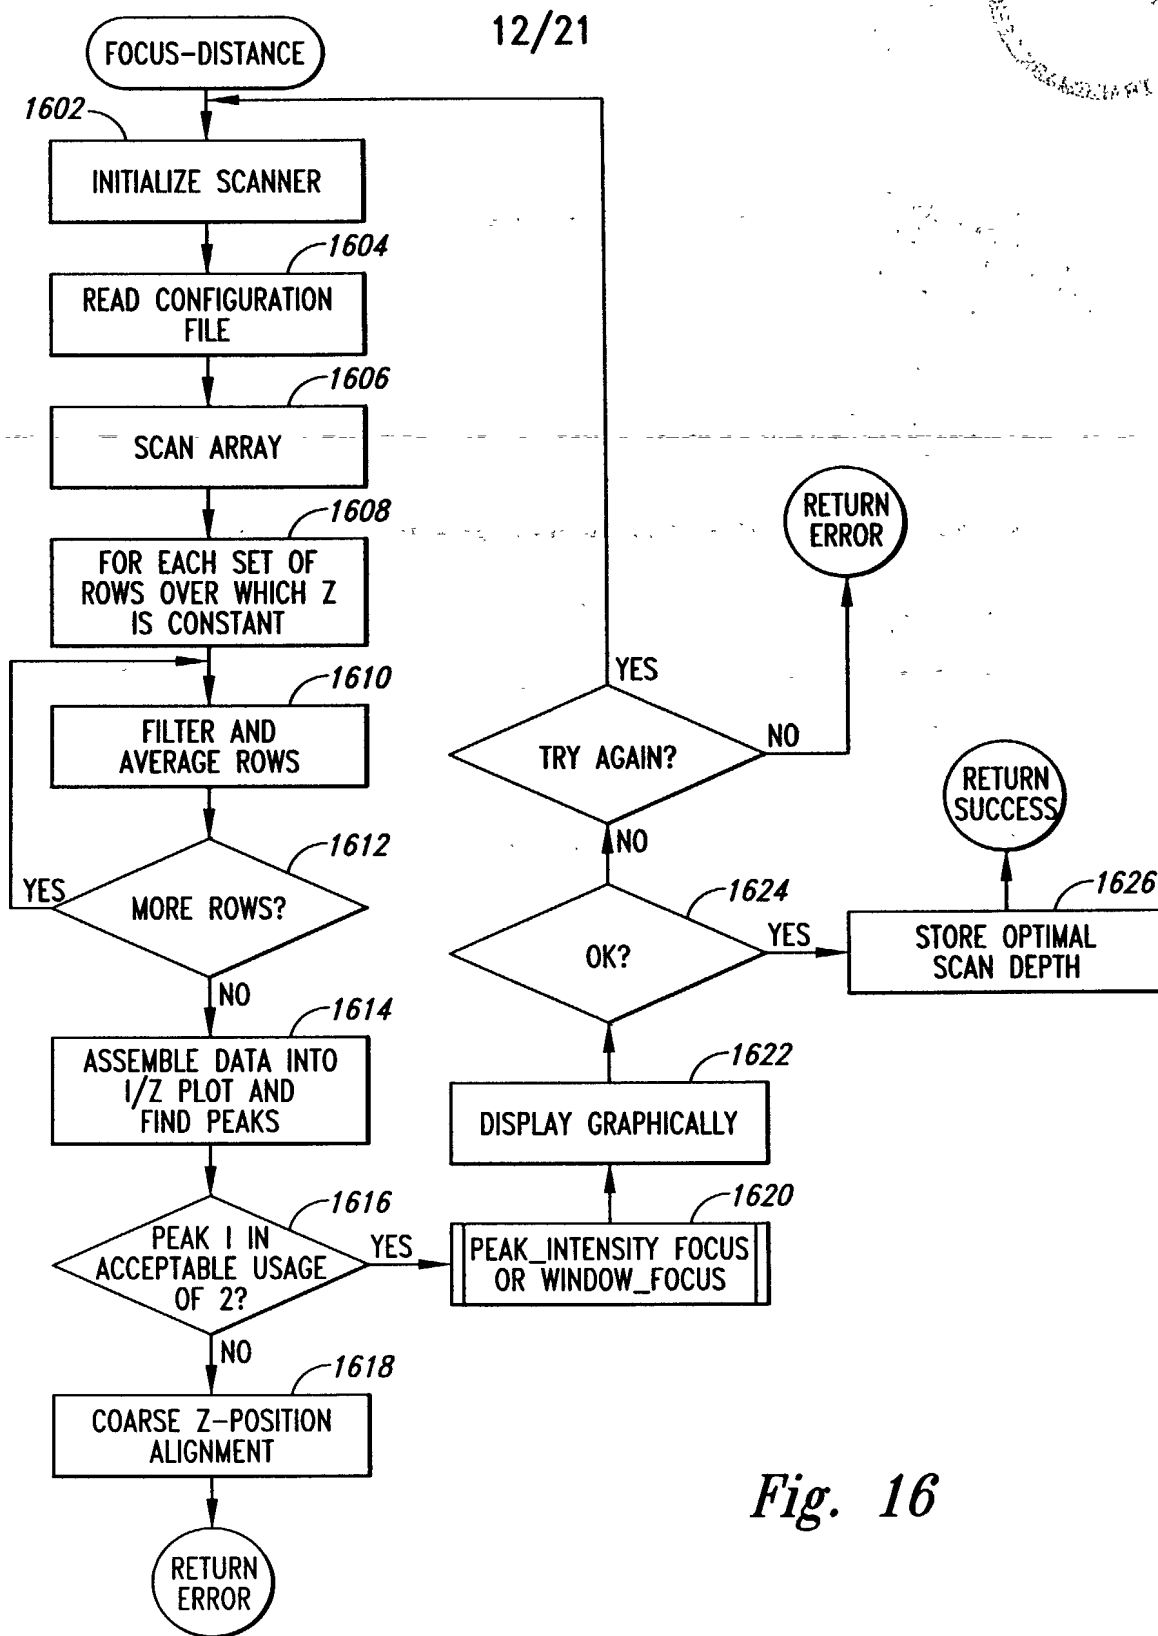 12/21
FOCUS-DISTANCE
1602
INITIALIZE SCANNER
1604
READ CONFIGURATION
FILE
1606
SCAN ARRAY
1608
FOR EACH SET OF
ROWS OVER WHICH Z
IS CONSTANT
1610
FILTER AND
AVERAGE ROWS
1612
MORE ROWS?
YES
NO
1614
ASSEMBLE DATA INTO
I/Z PLOT AND
FIND PEAKS
1616
PEAK I IN
ACCEPTABLE USAGE
OF 2?
YES
NO
1618
COARSE Z-POSITION
ALIGNMENT
RETURN
ERROR
1620
PEAK_INTENSITY FOCUS
OR WINDOW_FOCUS
1622
DISPLAY GRAPHICALLY
1624
OK?
YES
NO
1626
STORE OPTIMAL
SCAN DEPTH
RETURN
SUCCESS
TRY AGAIN?
YES
NO
RETURN
ERROR
Fig. 16